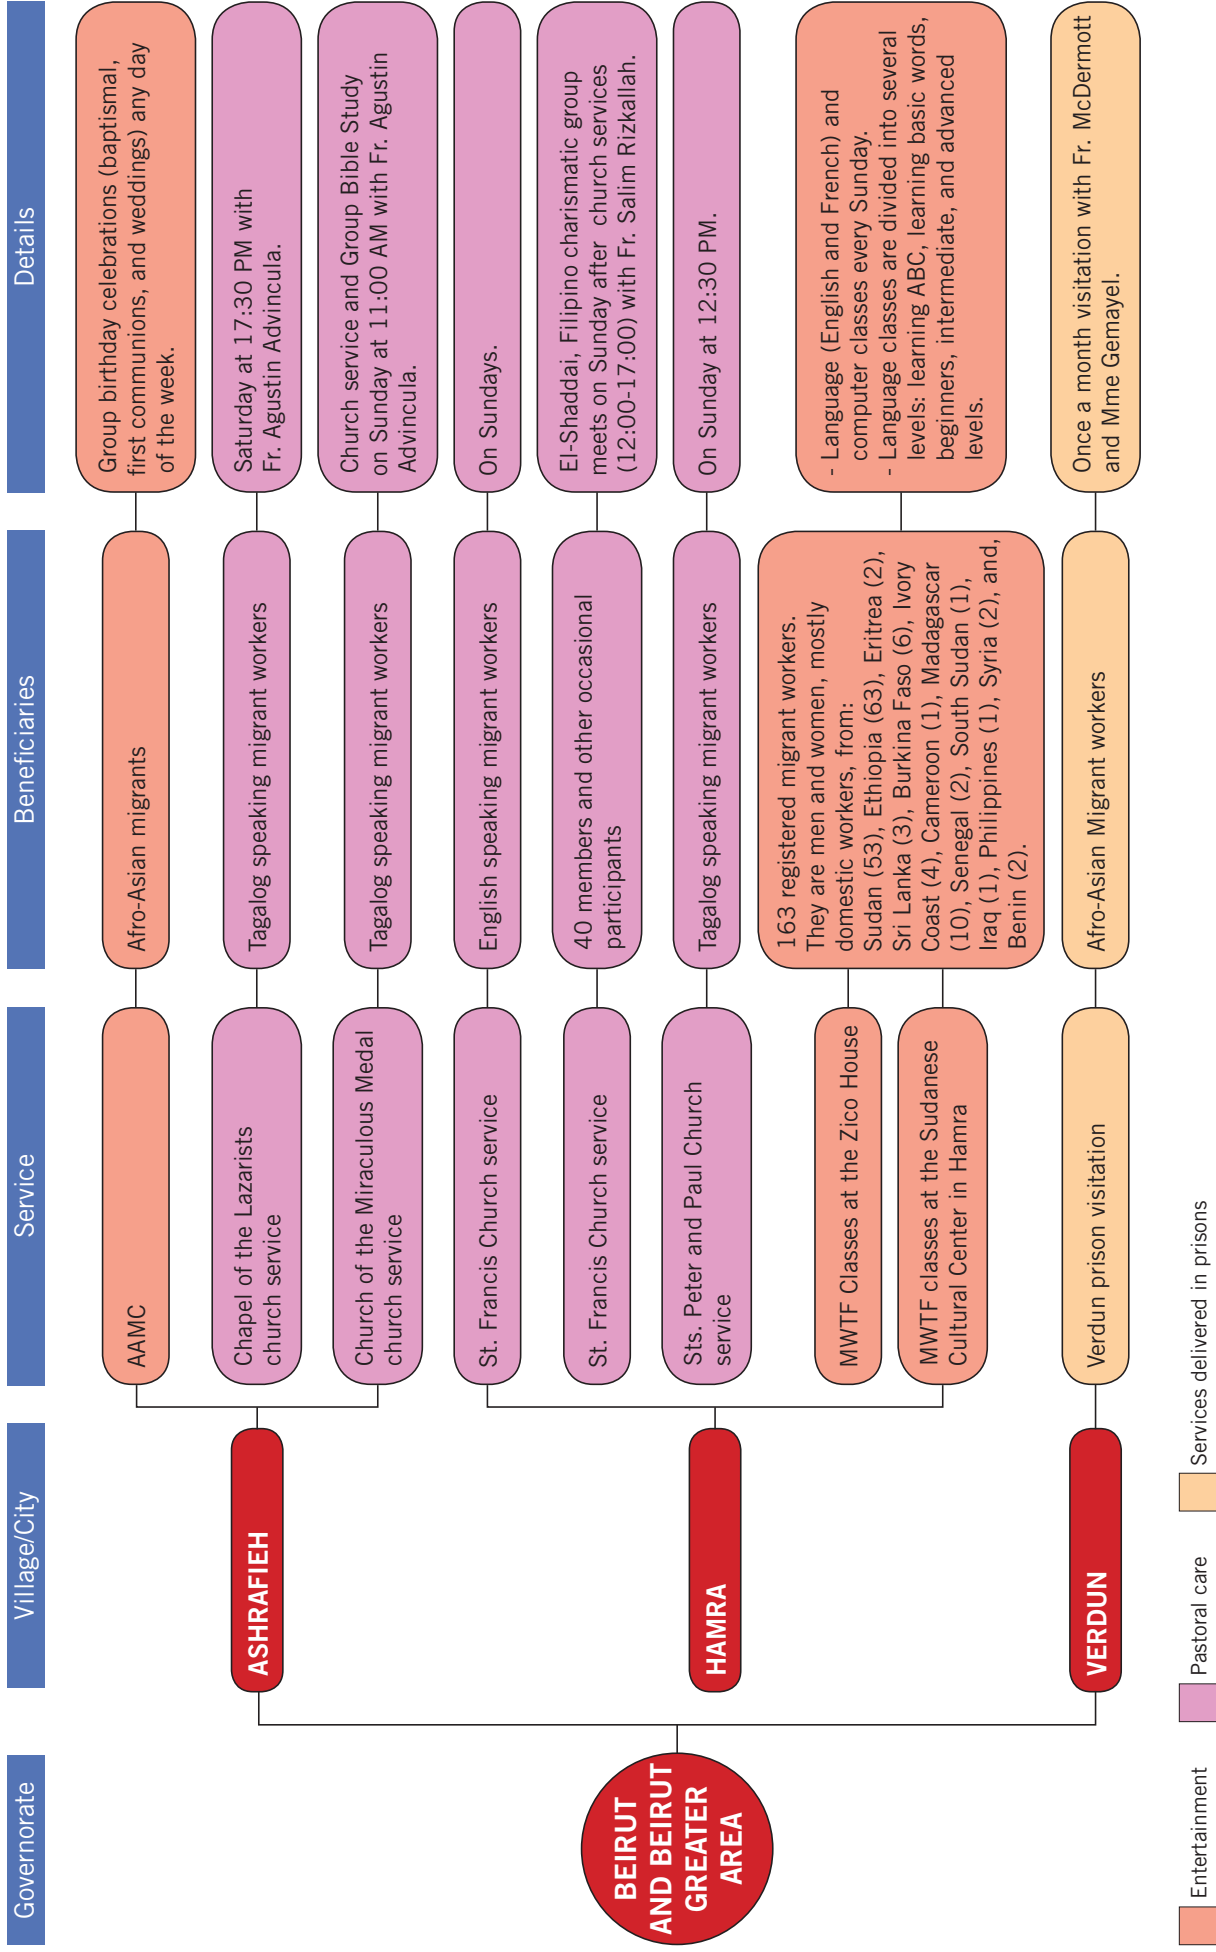 Governorate
Village/City
Service
Beneficiaries
Details
BEIRUT
AND BEIRUT
GREATER
AREA
ASHRAFIEH
AAMC
Afro-Asian migrants
Group birthday celebrations (baptismal,
first communions, and weddings) any day
of the week.
Chapel of the Lazarists
church service
Tagalog speaking migrant workers
Saturday at 17:30 PM with
Fr. Agustin Advincula.
Church of the Miraculous Medal
church service
Tagalog speaking migrant workers
Church service and Group Bible Study
on Sunday at 11:00 AM with Fr. Agustin
Advincula.
HAMRA
St. Francis Church service
English speaking migrant workers
On Sundays.
St. Francis Church service
40 members and other occasional
participants
El-Shaddai, Filipino charismatic group
meets on Sunday after church services
(12:00-17:00) with Fr. Salim Rizkallah.
Sts. Peter and Paul Church
service
Tagalog speaking migrant workers
On Sunday at 12:30 PM.
MWTF Classes at the Zico House
MWTF classes at the Sudanese
Cultural Center in Hamra
163 registered migrant workers.
They are men and women, mostly
domestic workers, from:
Sudan (53), Ethiopia (63), Eritrea (2),
Sri Lanka (3), Burkina Faso (6), Ivory
Coast (4), Cameroon (1), Madagascar
(10), Senegal (2), South Sudan (1),
Iraq (1), Philippines (1), Syria (2), and,
Benin (2).
- Language (English and French) and
computer classes every Sunday.
- Language classes are divided into several
levels: learning ABC, learning basic words,
beginners, intermediate, and advanced
levels.
VERDUN
Verdun prison visitation
Afro-Asian Migrant workers
Once a month visitation with Fr. McDermott
and Mme Gemayel.
Entertainment
Pastoral care
Services delivered in prisons